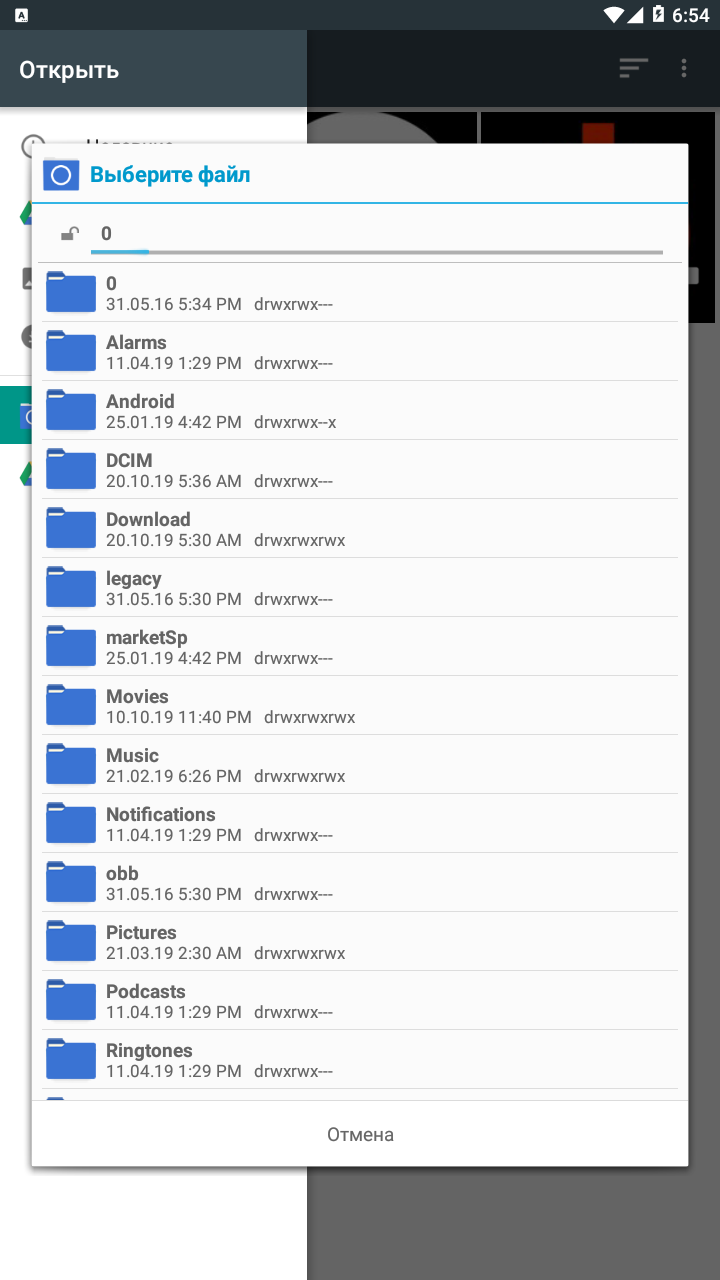 6:54
Открыть
Выберите файл
0
0
31.05.16 5:34 PM drwxrwx---
Alarms
11.04.19 1:29 PM drwxrwx---
Android
25.01.19 4:42 PM drwxrwx--x
DCIM
20.10.19 5:36 AM drwxrwx---
Download
20.10.19 5:30 AM drwxrwxrwx
legacy
31.05.16 5:30 PM drwxrwx---
marketSp
25.01.19 4:42 PM drwxrwx---
Movies
10.10.19 11:40 PM drwxrwxrwx
Music
21.02.19 6:26 PM drwxrwxrwx
Notifications
11.04.19 1:29 PM drwxrwx---
obb
31.05.16 5:30 PM drwxrwx---
Pictures
21.03.19 2:30 AM drwxrwxrwx
Podcasts
11.04.19 1:29 PM drwxrwx---
Ringtones
11.04.19 1:29 PM drwxrwx---
Отмена